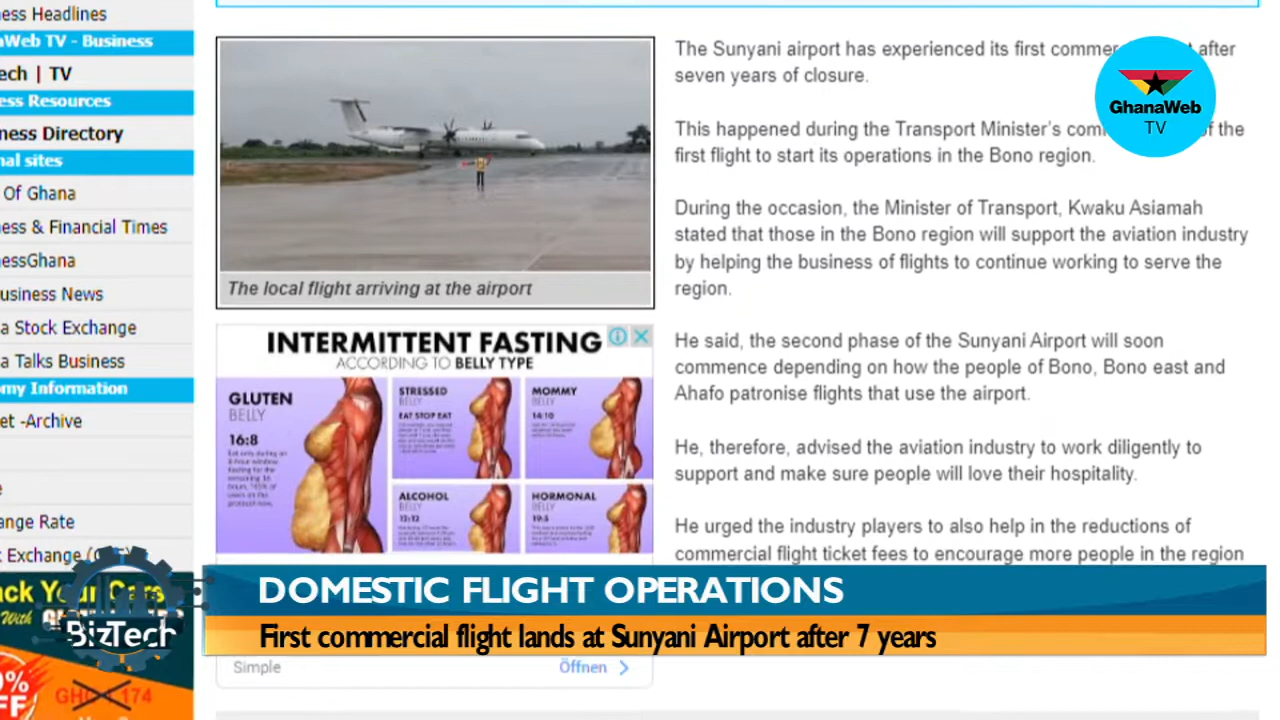 ess Headlines
aWeb TV - Business
ech | TV
ess Resources
ness Directory
nal sites
Of Ghana
ess & Financial Times
essGhana
usiness News
a Stock Exchange
a Talks Business
omy Information
et -Archive
ange Rate
Exchange
ack Your Cars
With
BizTech
GH 174
The local flight arriving at the airport
INTERMITTENT FASTING
ACCORDING TO BELLY TYPE
GLUTEN
BELLY
16:8
STRESSED
BELLY
EAT STOP EAT
MOMMY
BELLY
14:10
ALCOHOL
BELLY
12:12
HORMONAL
BELLY
19:5
Simple
Öffnen
The Sunyani airport has experienced its first after
seven years of closure.
This happened during the Transport Minister's of the
first flight to start its operations in the Bono region.
During the occasion, the Minister of Transport, Kwaku Asiamah
stated that those in the Bono region will support the aviation industry
by helping the business of flights to continue working to serve the
region.
He said, the second phase of the Sunyani Airport will soon
commence depending on how the people of Bono, Bono east and
Ahafo patronise flights that use the airport.
He, therefore, advised the aviation industry to work diligently to
support and make sure people will love their hospitality.
He urged the industry players to also help in the reductions of
commercial flight ticket fees to encourage more people in the region
GhanaWeb
TV
DOMESTIC FLIGHT OPERATIONS
First commercial flight lands at Sunyani Airport after 7 years